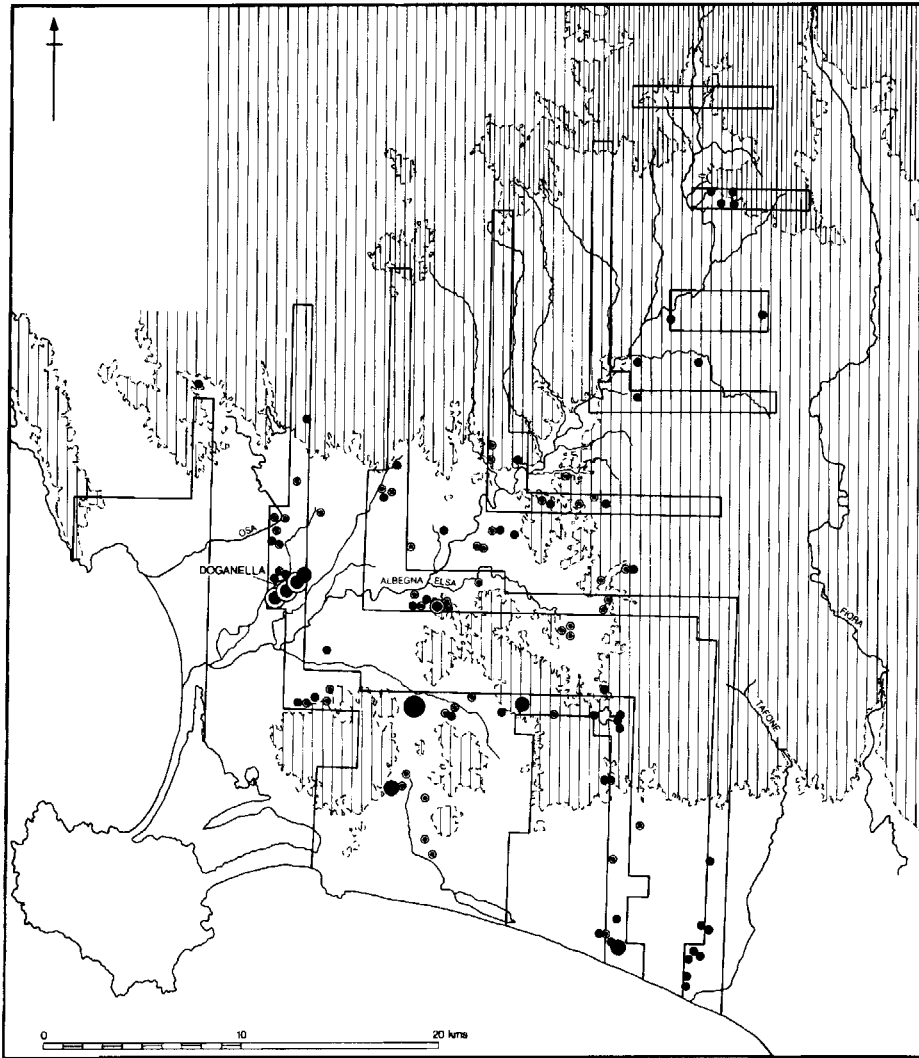 OSA
DOGANELLA
ALBEGNA
ELSA
FIORA
TAFONE
0 10 20 kms